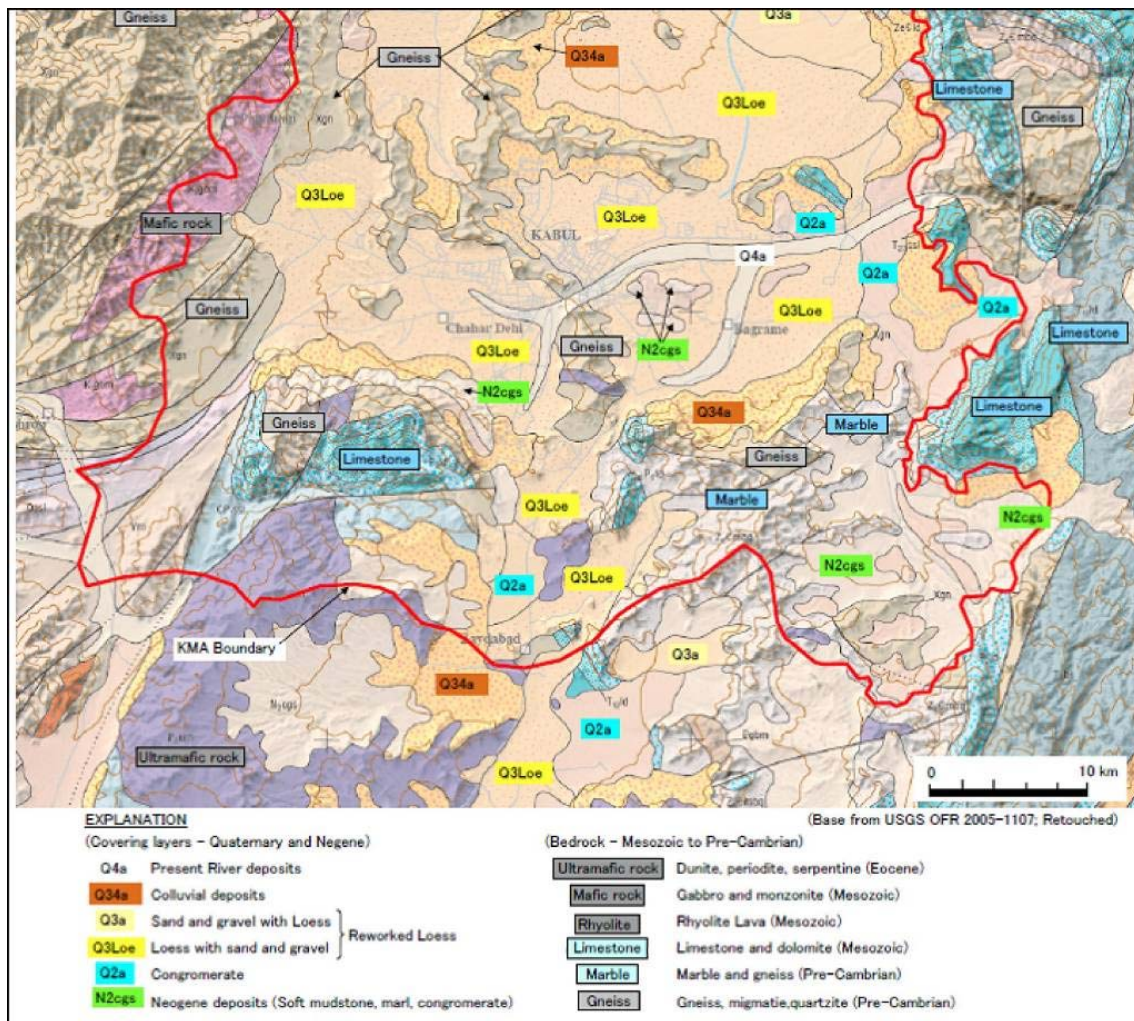 Gneiss
Q3a
Gneiss
Q34a
Limestone
Q3Loe
Gneiss
Xgn
Q3Loe
Q3Loe
Q2a
Mafic rock
KABUL
Q4a
Q2a
Q2a
Gneiss
Chahar Dehi
Q3Loe
Bagrame
Limestone
Q3Loe
Gneiss
N2cgs
Xgn
Xgn
N2cgs
Q34a
Limestone
Gneiss
Marble
Limestone
Gneiss
Marble
Q3Loe
N2cgs
N2cgs
Q2a
Q3Loe
Xgn
KMA Boundary
Q3a
Q34a
Q2a
Ultramafic rock
Q3Loe
0 10 km
EXPLANATION
(Base from USGS OFR 2005-1107; Retouched)
(Covering layers - Quaternary and Negene)
(Bedrock - Mesozoic to Pre-Cambrian)
Q4a Present River deposits
Ultramafic rock Dunite, periodite, serpentine (Eocene)
Q34a Colluvial deposits
Mafic rock Gabbro and monzonite (Mesozoic)
Q3a Sand and gravel with Loess
Rhyolite Rhyolite Lava (Mesozoic)
Reworked Loess
Q3Loe Loess with sand and gravel
Limestone Limestone and dolomite (Mesozoic)
Q2a Congromerate
Marble Marble and gneiss (Pre-Cambrian)
N2cgs Neogene deposits (Soft mudstone, marl, congromerate)
Gneiss Gneiss, migmatie,quartzite (Pre-Cambrian)